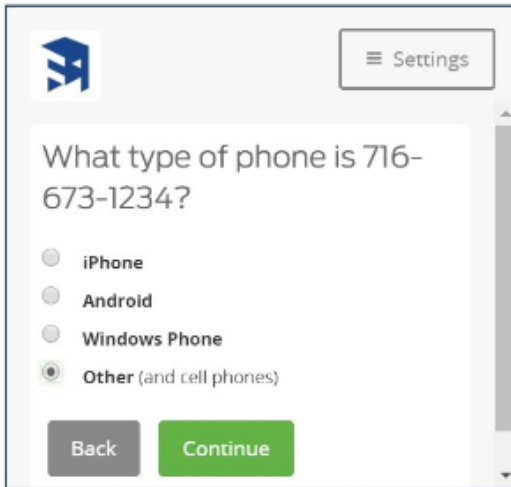 ≡ Settings
What type of phone is 716-
673-1234?
iPhone
Android
Windows Phone
Other (and cell phones)
Back Continue